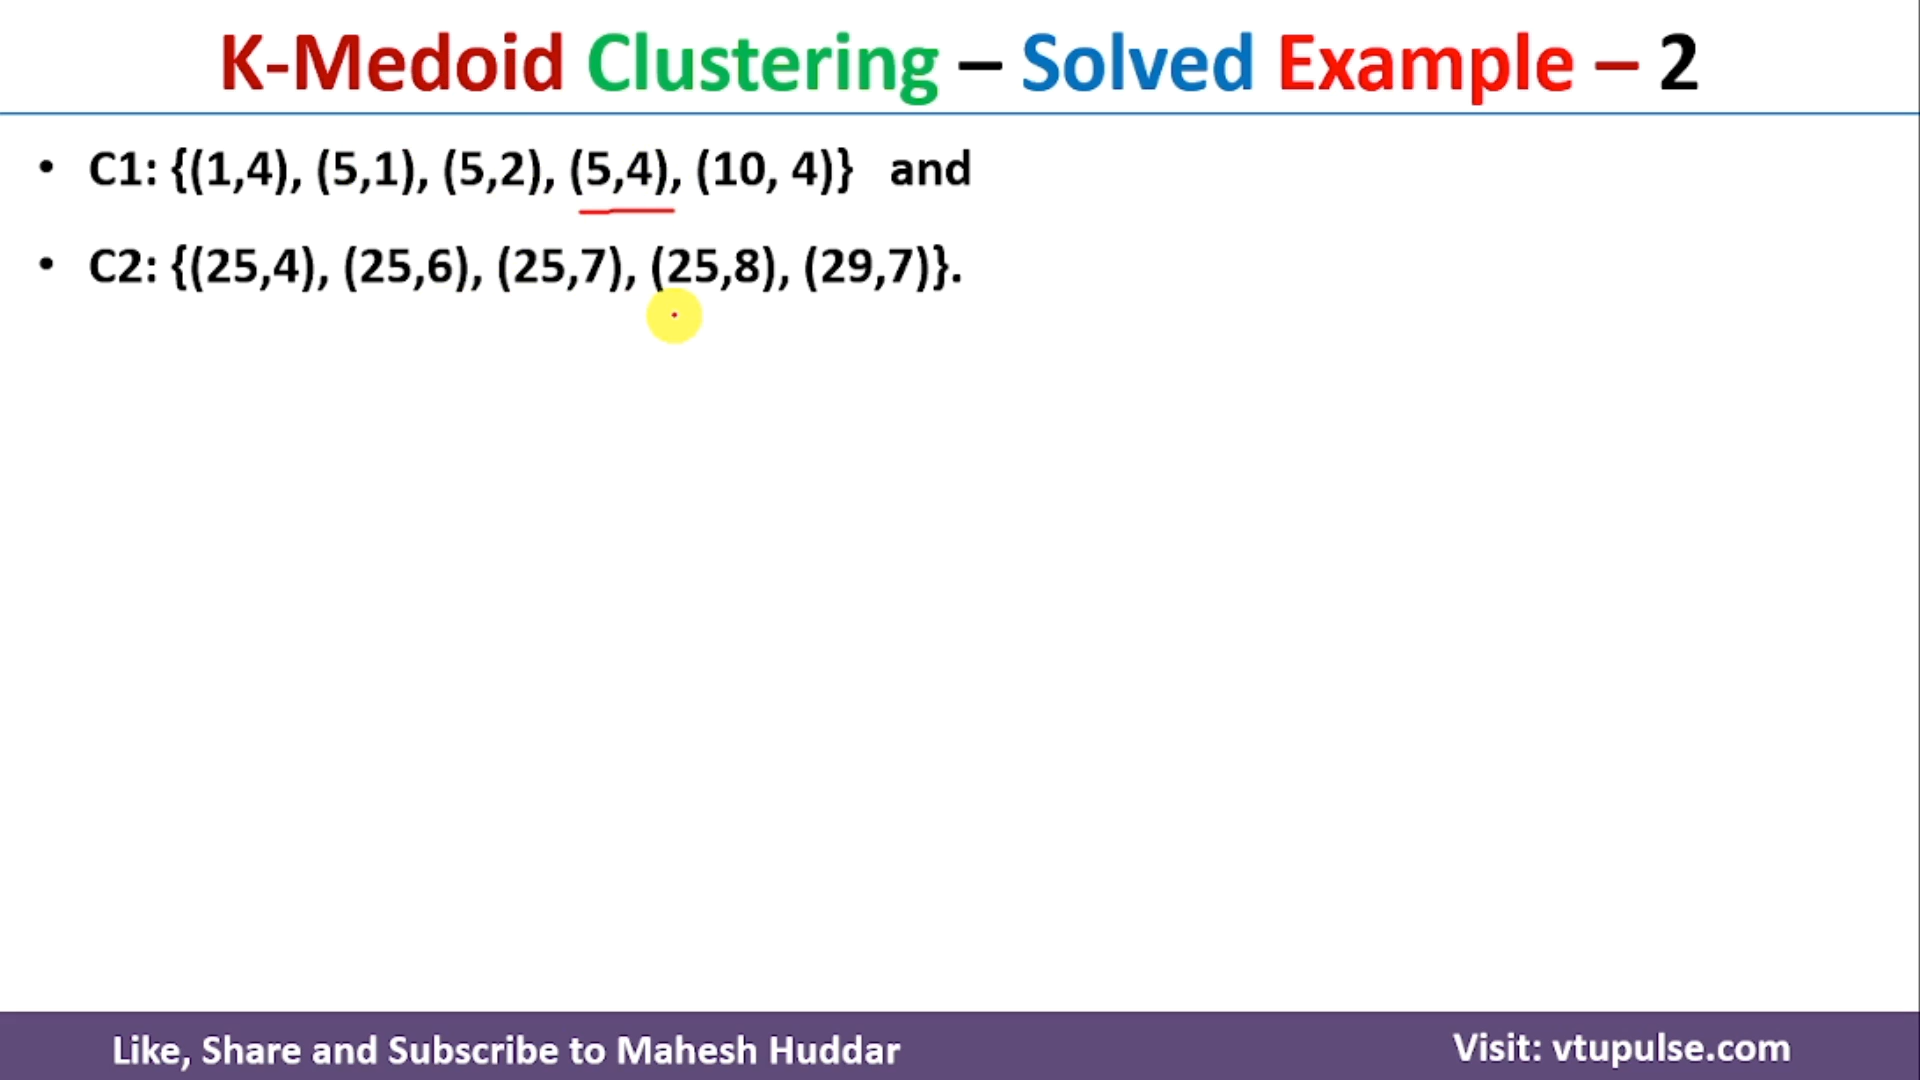 K-Medoid Clustering – Solved Example – 2
• C1: {(1,4), (5,1), (5,2), (5,4), (10, 4)} and
• C2: {(25,4), (25,6), (25,7), (25,8), (29,7)}.
Like, Share and Subscribe to Mahesh Huddar
Visit: vtupulse.com